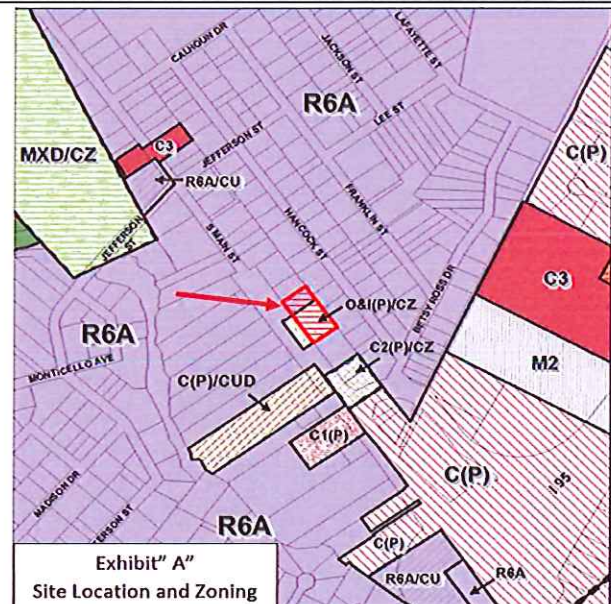 CALHOUN DR
JACKSON ST
LAFAYETTE ST
R6A
LEE ST
C(P)
MXD/CZ
C3
JEFFERSON ST
R6A/CU
JEFFERSON ST
S MAIN ST
HANCOCK ST
FRANKLIN ST
BETSY ROSS DR
C3
O&I(P)/CZ
R6A
C2(P)/CZ
M2
MONTICELLO AVE
C(P)/CUD
C1(P)
C(P)
I 95
MADISON DR
R6A
C(P)
R6A/CU
R6A
Exhibit" A"
Site Location and Zoning